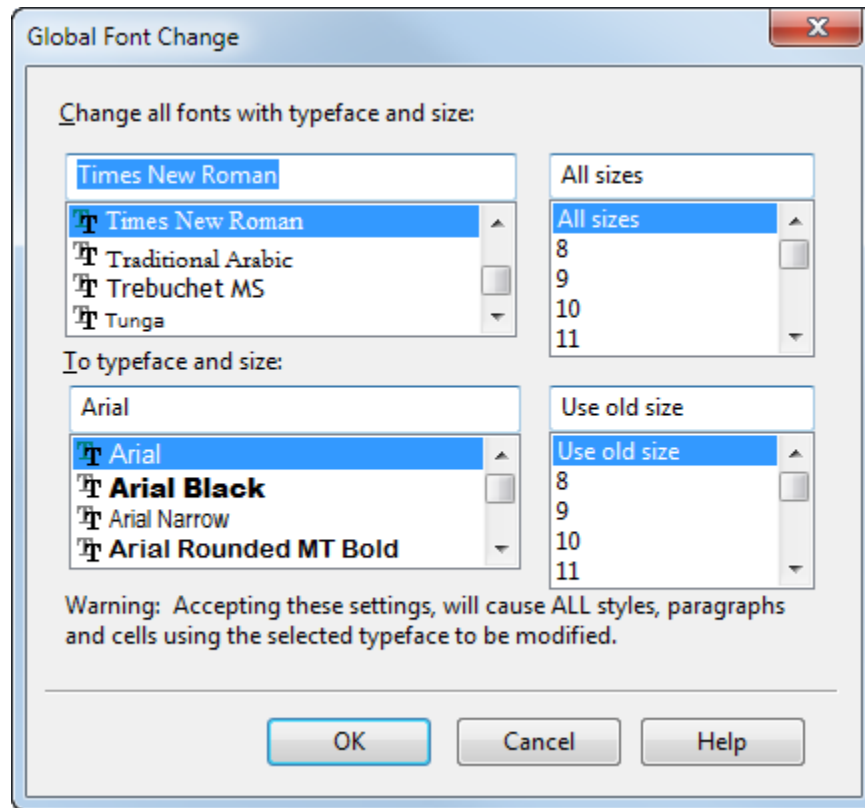 Global Font Change
Change all fonts with typeface and size:
Times New Roman
Times New Roman
Traditional Arabic
Trebuchet MS
Tunga
All sizes
All sizes
8
9
10
11
To typeface and size:
Arial
Arial
Arial Black
Arial Narrow
Arial Rounded MT Bold
Use old size
Use old size
8
9
10
11
Warning:  Accepting these settings, will cause ALL styles, paragraphs
and cells using the selected typeface to be modified.
OK
Cancel
Help